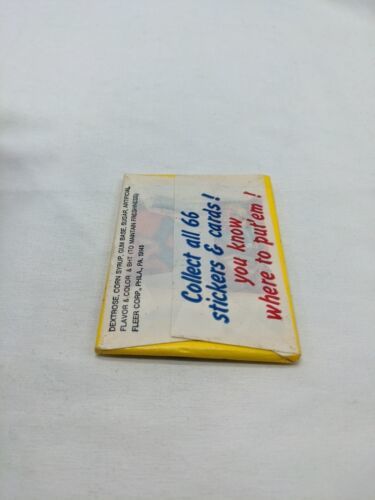 DEXTROSE, CORN SYRUP, GUM BASE, SUGAR, ARTIFICIAL
FLAVOR & COLOR & BHT (TO MAINTAIN FRESHNESS)
FLEER CORP., PHILA., PA. 19141
Collect all 66
stickers & cards!
you know
where to put'em!